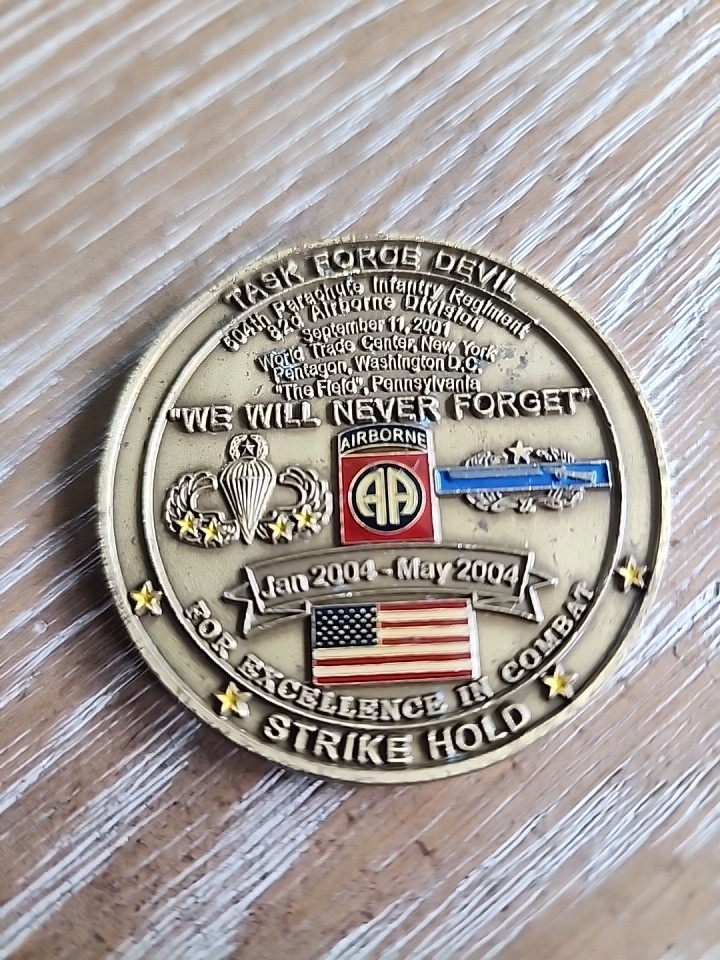 TASK FORCE DEVIL
504th Parachute Infantry Regiment
82d Airborne Division
September 11, 2001
World Trade Center, New York
Pentagon, Washington D.C.
"The Field", Pennsylvania
"WE WILL NEVER FORGET"
AIRBORNE
AA
Jan 2004 - May 2004
FOR EXCELLENCE IN COMBAT
STRIKE HOLD